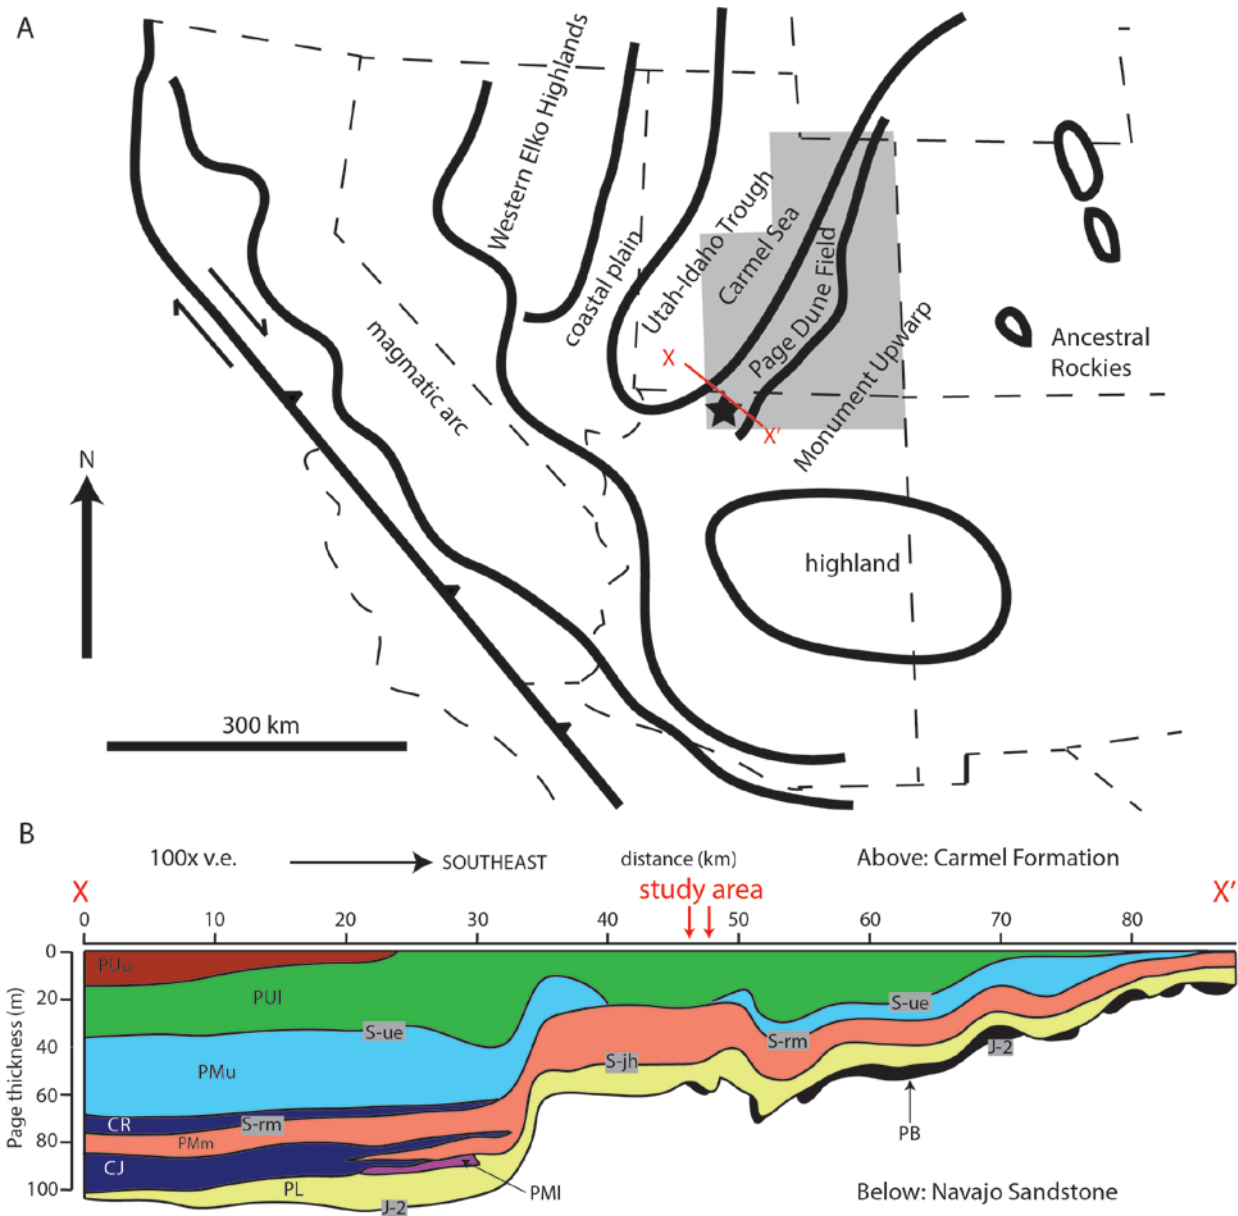 A
Western Elko Highlands
coastal plain
Utah-Idaho Trough
Carmel Sea
Page Dune Field
Monument Upwarp
magmatic arc
Ancestral
Rockies
X
X'
N
highland
300 km
B
100x v.e.
SOUTHEAST
distance (km)
Above: Carmel Formation
X
study area
X'
0 10 20 30 40 50 60 70 80
Page thickness (m)
0
20
40
60
80
100
PUu
PUl
S-ue
PMu
CR
S-rm
PMm
CJ
PL
J-2
PMl
S-jh
S-ue
S-rm
J-2
PB
Below: Navajo Sandstone